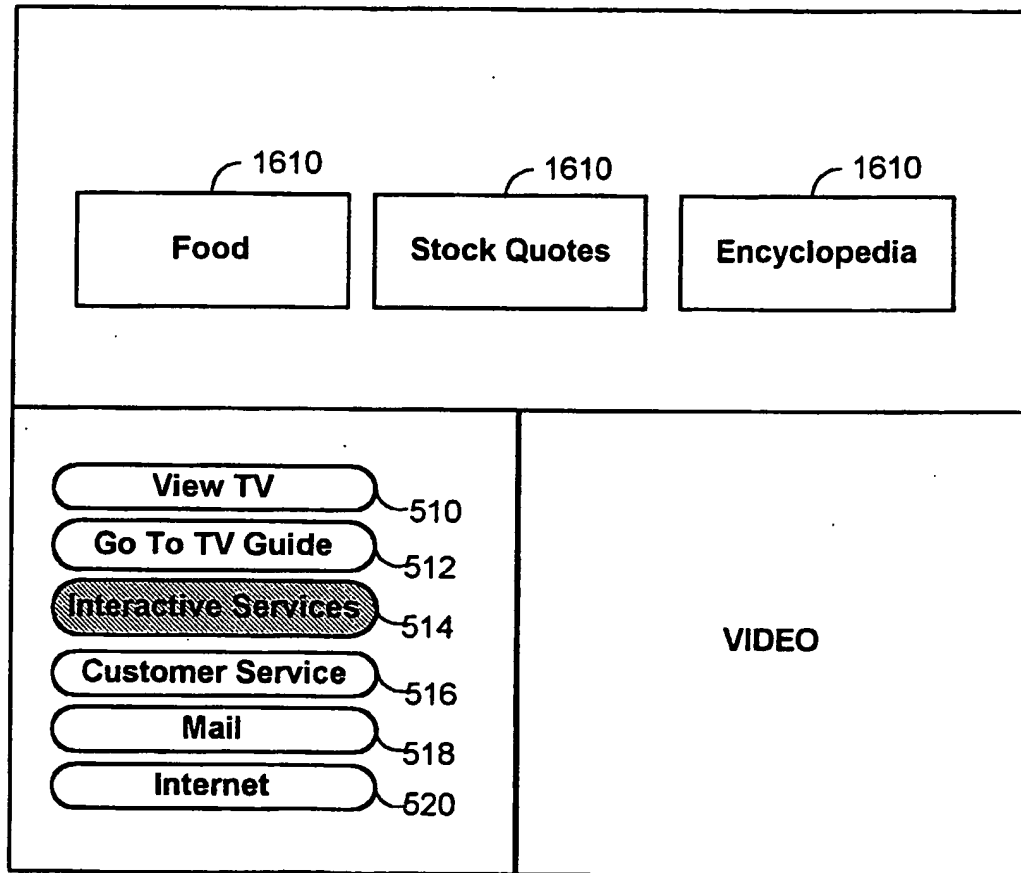 1610 1610 1610
Food Stock Quotes Encyclopedia
View TV
510
Go To TV Guide
512
Interactive Services
514
Customer Service
516
Mail
518
Internet
520
VIDEO